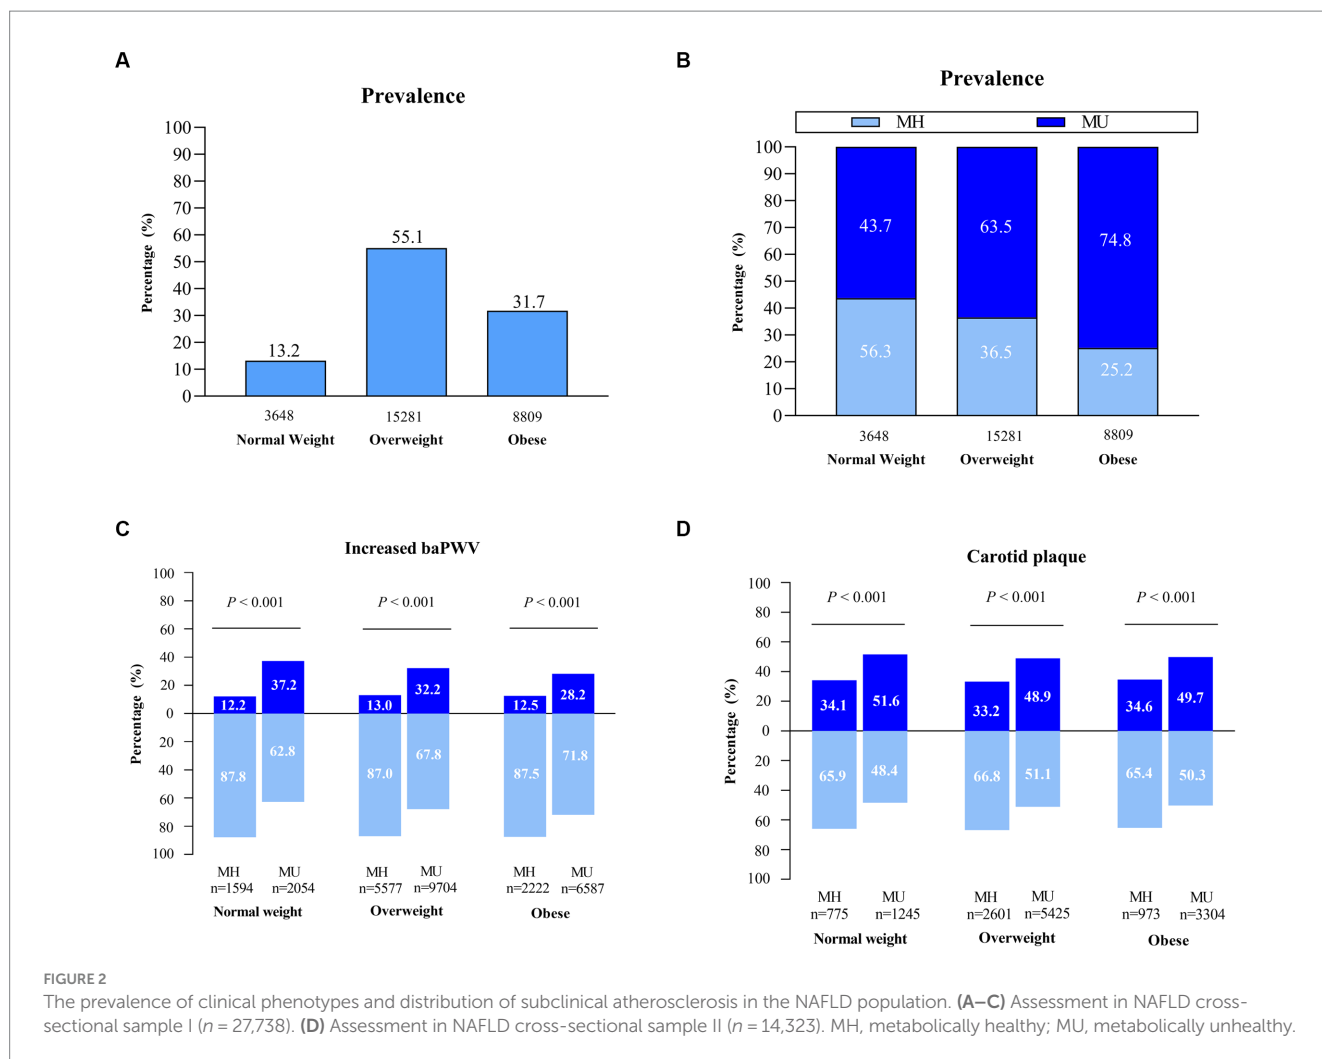 A
Prevalence
Percentage (%)
100
90
80
70
60
50
40
30
20
10
0
13.2
55.1
31.7
3648
15281
8809
Normal Weight
Overweight
Obese
B
Prevalence
MH
MU
Percentage (%)
100
90
80
70
60
50
40
30
20
10
0
43.7
63.5
74.8
56.3
36.5
25.2
3648
15281
8809
Normal Weight
Overweight
Obese
C
Increased baPWV
Percentage (%)
100
80
60
40
20
0
20
40
60
80
100
P < 0.001
P < 0.001
P < 0.001
12.2
37.2
13.0
32.2
12.5
28.2
87.8
62.8
87.0
67.8
87.5
71.8
MH
MU
MH
MU
MH
MU
n=1594
n=2054
n=5577
n=9704
n=2222
n=6587
Normal weight
Overweight
Obese
D
Carotid plaque
Percentage (%)
100
80
60
40
20
0
20
40
60
80
100
P < 0.001
P < 0.001
P < 0.001
34.1
51.6
33.2
48.9
34.6
49.7
65.9
48.4
66.8
51.1
65.4
50.3
MH
MU
MH
MU
MH
MU
n=775
n=1245
n=2601
n=5425
n=973
n=3304
Normal weight
Overweight
Obese
FIGURE 2
The prevalence of clinical phenotypes and distribution of subclinical atherosclerosis in the NAFLD population. (A–C) Assessment in NAFLD cross-
sectional sample I (n = 27,738). (D) Assessment in NAFLD cross-sectional sample II (n = 14,323). MH, metabolically healthy; MU, metabolically unhealthy.